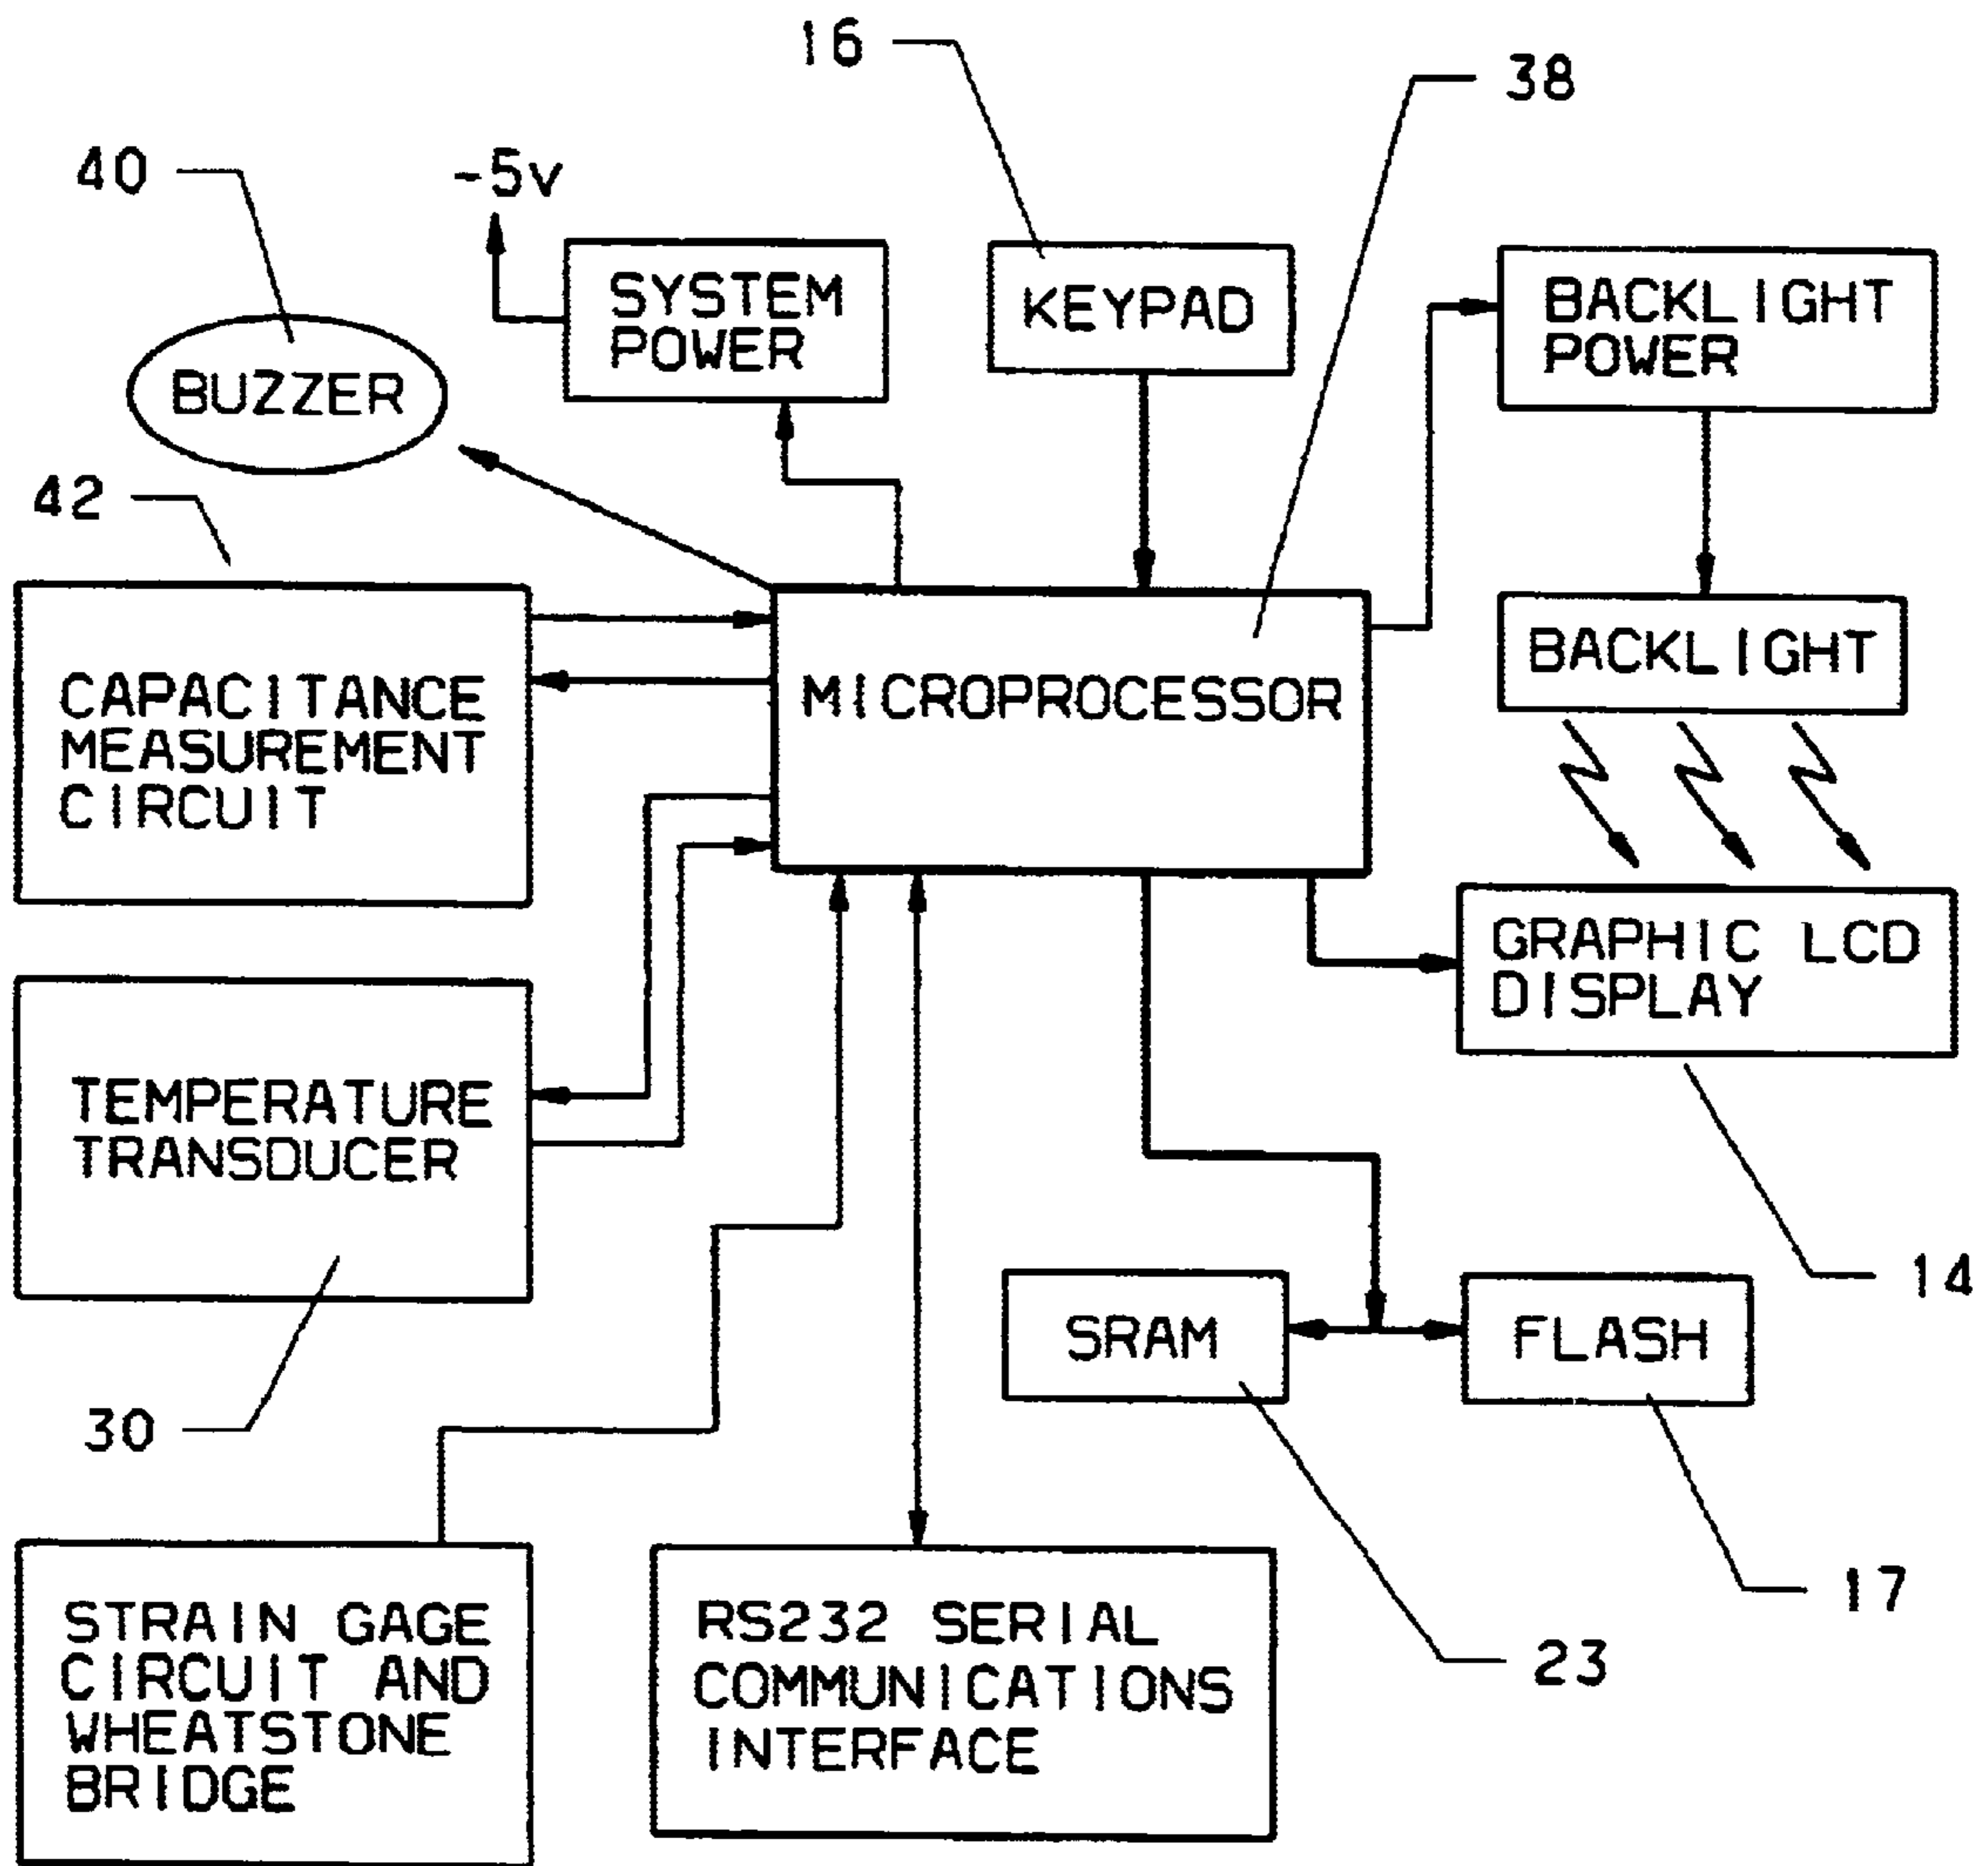 16
38
40
-5v
SYSTEM
POWER
KEYPAD
BACKLIGHT
POWER
BUZZER
42
CAPACITANCE
MEASUREMENT
CIRCUIT
MICROPROCESSOR
BACKLIGHT
GRAPHIC LCD
DISPLAY
TEMPERATURE
TRANSDUCER
14
SRAM
FLASH
30
17
23
STRAIN GAGE
CIRCUIT AND
WHEATSTONE
BRIDGE
RS232 SERIAL
COMMUNICATIONS
INTERFACE